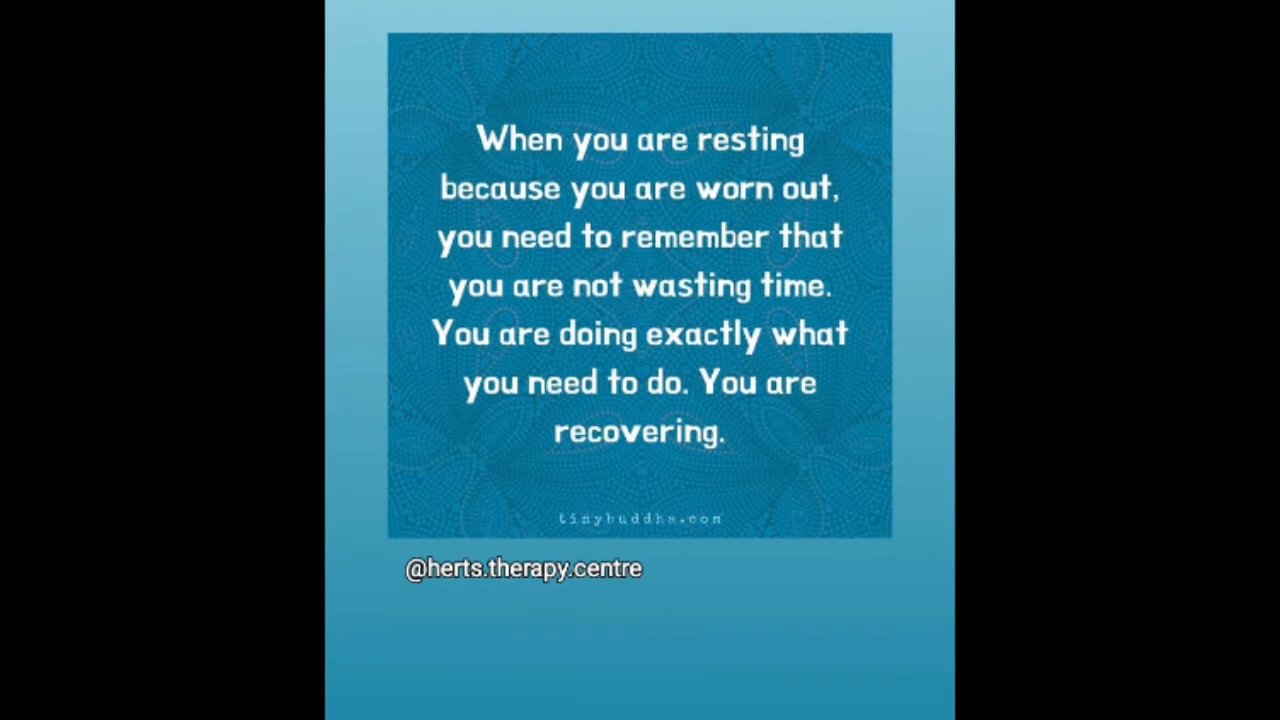 When you are resting
because you are worn out,
you need to remember that
you are not wasting time.
You are doing exactly what
you need to do. You are
recovering.
tinybuddha.com
@herts.therapy.centre